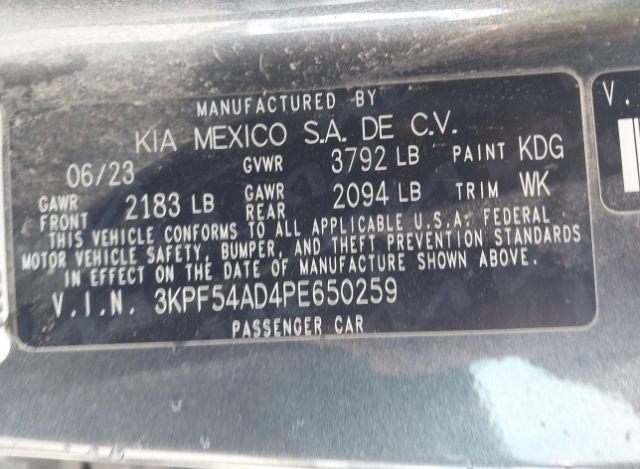 MANUFACTURED BY
KIA MEXICO S.A. DE C.V.
06/23 GVWR 3792 LB PAINT KDG
GAWR FRONT 2183 LB GAWR REAR 2094 LB TRIM WK
THIS VEHICLE CONFORMS TO ALL APPLICABLE U.S.A. FEDERAL
MOTOR VEHICLE SAFETY, BUMPER, AND THEFT PREVENTION STANDARDS
IN EFFECT ON THE DATE OF MANUFACTURE SHOWN ABOVE.
V.I.N. 3KPF54AD4PE650259
PASSENGER CAR
V.